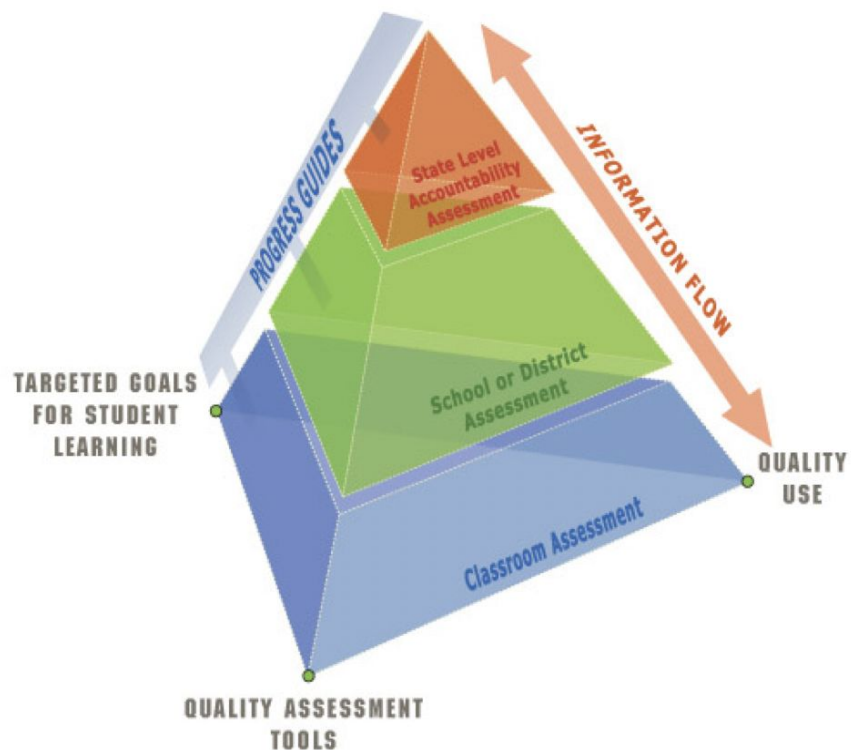 PROGRESS GUIDES
INFORMATION FLOW
State Level
Accountability
Assessment
School or District
Assessment
Classroom Assessment
TARGETED GOALS
FOR STUDENT
LEARNING
QUALITY
USE
QUALITY ASSESSMENT
TOOLS